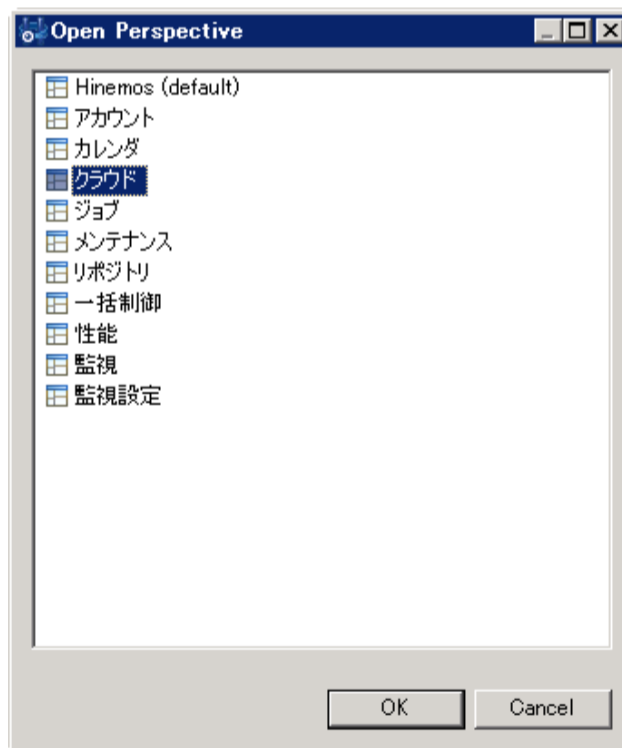 Open Perspective
Hinemos (default)
アカウント
カレンダ
クラウド
ジョブ
メンテナンス
リポジトリ
一括制御
性能
監視
監視設定
OK
Cancel